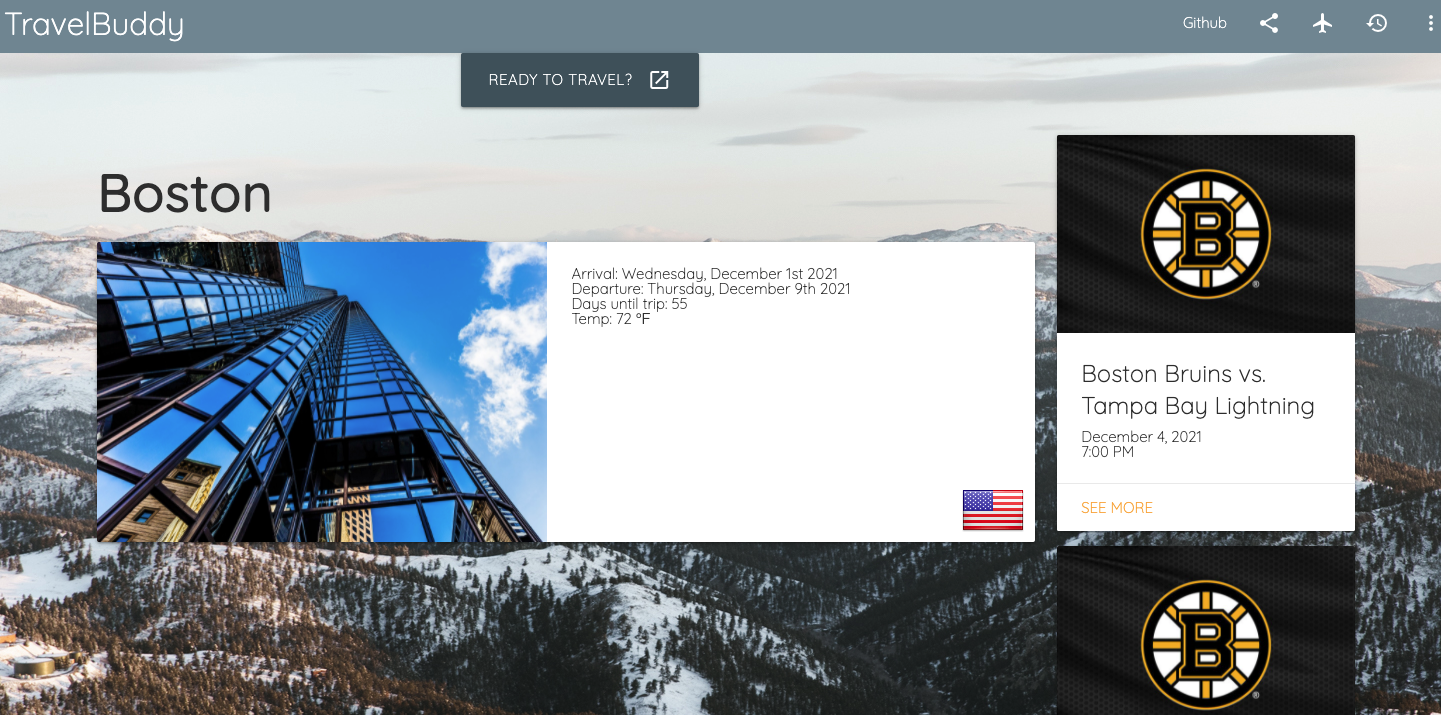 TravelBuddy
Github
READY TO TRAVEL?
Boston
Arrival: Wednesday, December 1st 2021
Departure: Thursday, December 9th 2021
Days until trip: 55
Temp: 72 °F
B
®
Boston Bruins vs.
Tampa Bay Lightning
December 4, 2021
7:00 PM
SEE MORE
B
®